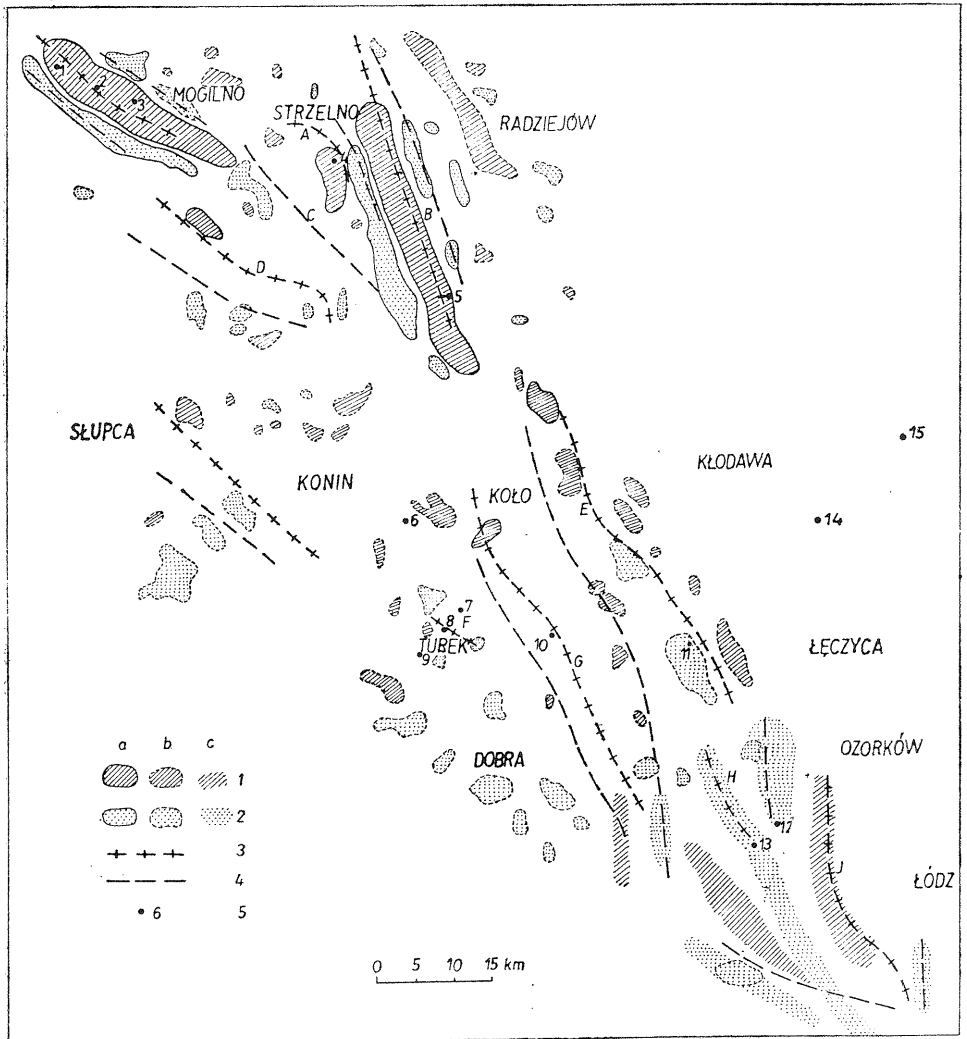 1
2
3
MOGILNO
STRZELNO
A
4
RADZIEJÓW
C
B
D
5
SŁUPCA
KONIN
KOŁO
KŁODAWA
15
6
E
14
7
8 F
TUREK
9
10
G
11
ŁĘCZYCA
a b c
1
2
3
4
6 5
DOBRA
OZORKÓW
H
12
13
J
ŁÓDZ
0 5 10 15 km